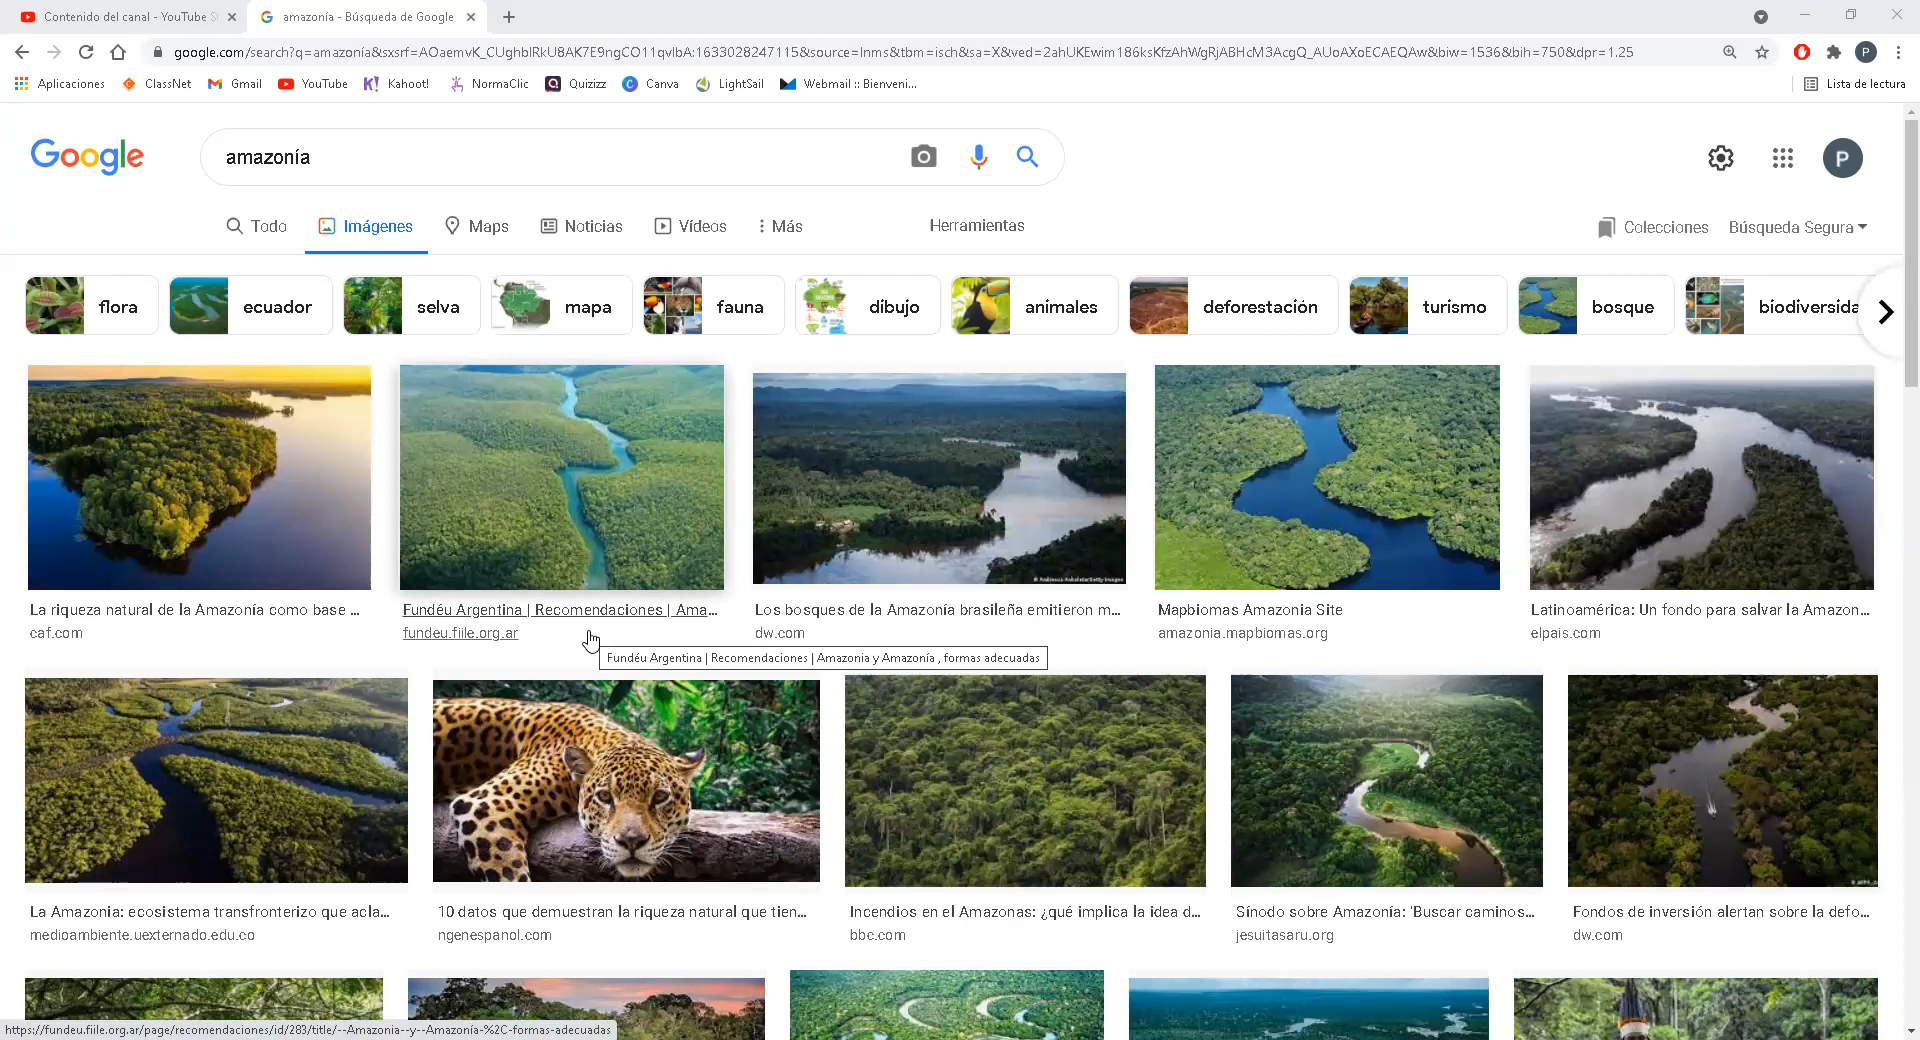 Contenido del canal - YouTube S
amazonía - Búsqueda de Google
google.com/search?q=amazonía&sxsrf=AOaemvK_CUghblRkU8AK7E9ngCO11qvlbA:1633028247115&source=lnms&tbm=isch&sa=X&ved=2ahUKEwim186ksKfzAhWgRjABHcM3AcgQ_AUoAXoECAEQAw&biw=1536&bih=750&dpr=1.25
P
Aplicaciones ClassNet Gmail YouTube Kahoot! NormaClic Quizizz Canva LightSail Webmail :: Bienveni...
Lista de lectura
Google
amazonía
P
Todo Imágenes Maps Noticias Vídeos Más Herramientas Colecciones Búsqueda Segura
flora ecuador selva mapa fauna dibujo animales deforestación turismo bosque biodiversida
La riqueza natural de la Amazonía como base ...
caf.com
Fundéu Argentina | Recomendaciones | Ama...
fundeu.fiile.org.ar
Los bosques de la Amazonía brasileña emitieron m...
dw.com
Mapbiomas Amazonia Site
amazonia.mapbiomas.org
Latinoamérica: Un fondo para salvar la Amazon...
elpais.com
Fundéu Argentina | Recomendaciones | Amazonia y Amazonía , formas adecuadas
La Amazonia: ecosistema transfronterizo que acla...
medioambiente.uexternado.edu.co
10 datos que demuestran la riqueza natural que tien...
ngenespanol.com
Incendios en el Amazonas: ¿qué implica la idea d...
bbc.com
Sínodo sobre Amazonía: 'Buscar caminos...
jesuitasaru.org
Fondos de inversión alertan sobre la defo...
dw.com
https://fundeu.fiile.org.ar/page/recomendaciones/id/283/title/--Amazonia--y--Amazonía-%2C-formas-adecuadas